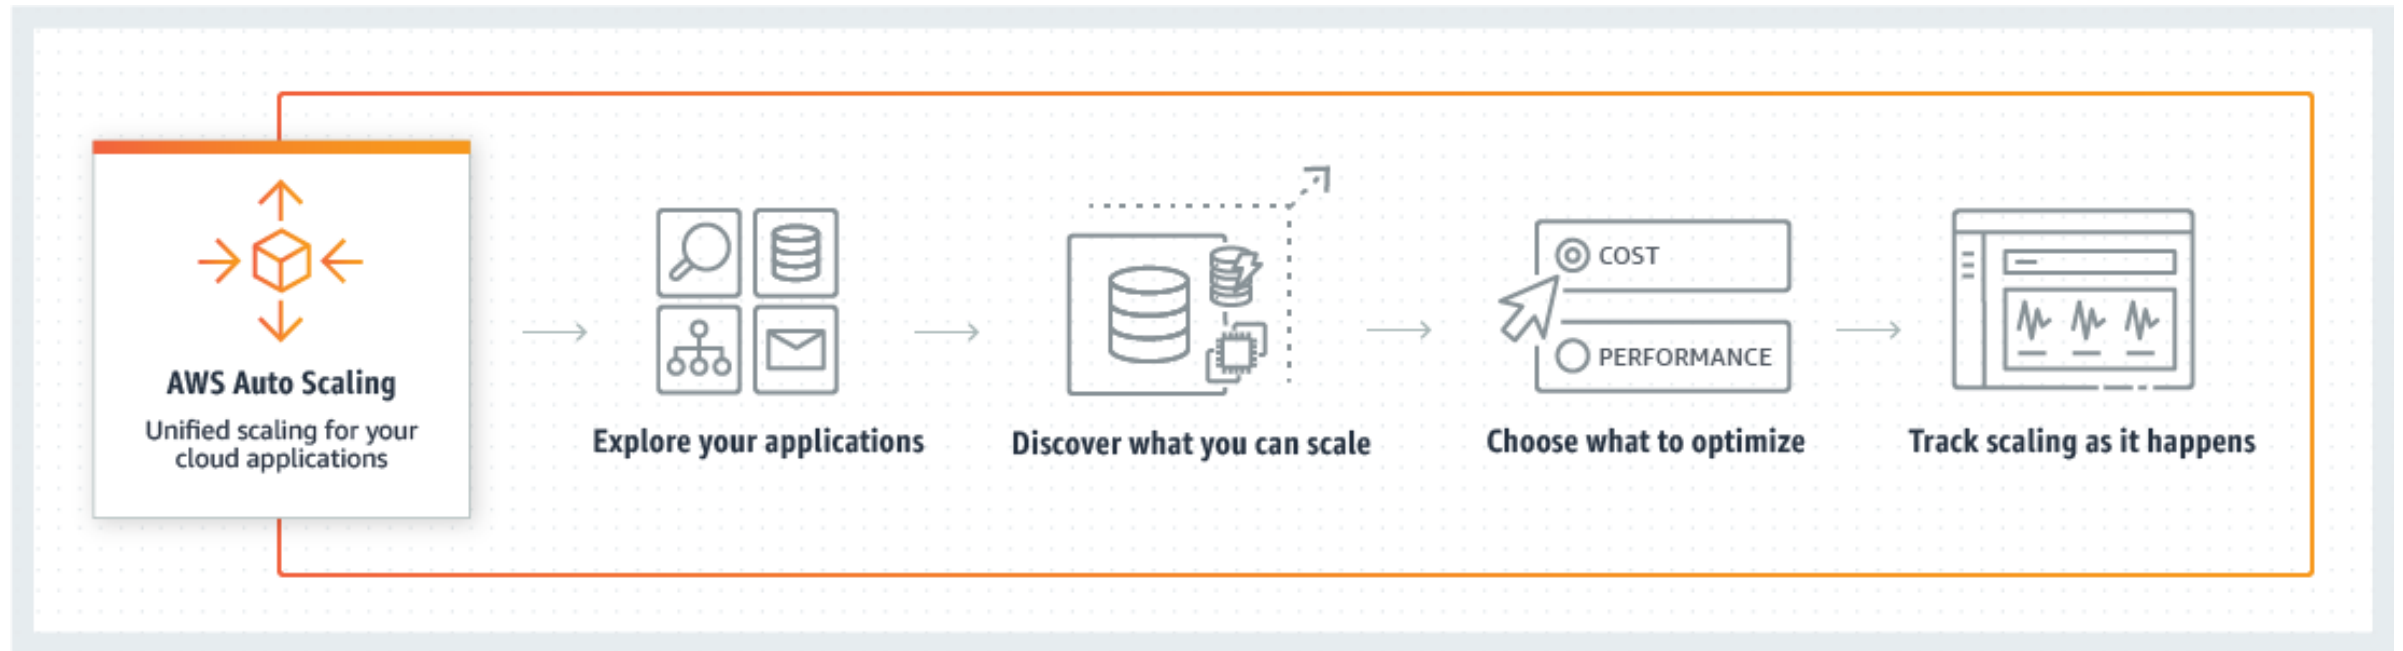 AWS Auto Scaling
Unified scaling for your
cloud applications
Explore your applications
Discover what you can scale
COST
PERFORMANCE
Choose what to optimize
Track scaling as it happens